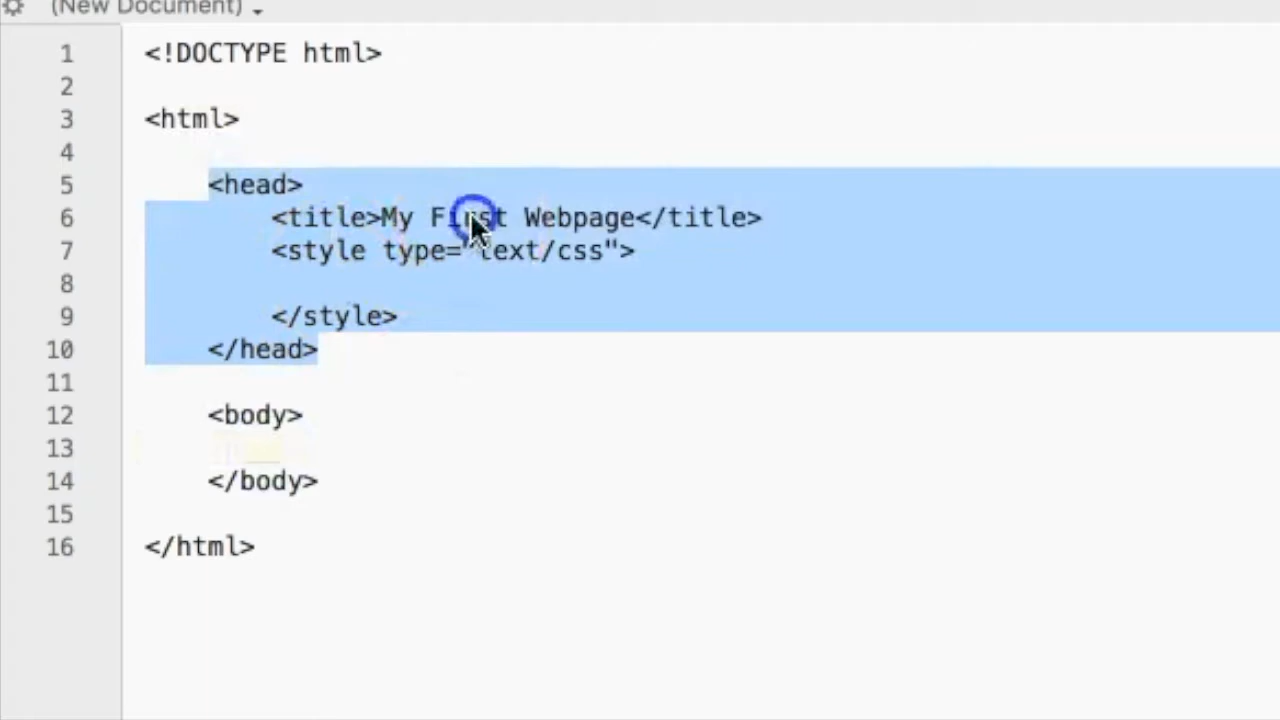 (New Document)
1 <!DOCTYPE html>
2
3 <html>
4
5 <head>
6 <title>My First Webpage</title>
7 <style type="text/css">
8
9 </style>
10 </head>
11
12 <body>
13
14 </body>
15
16 </html>